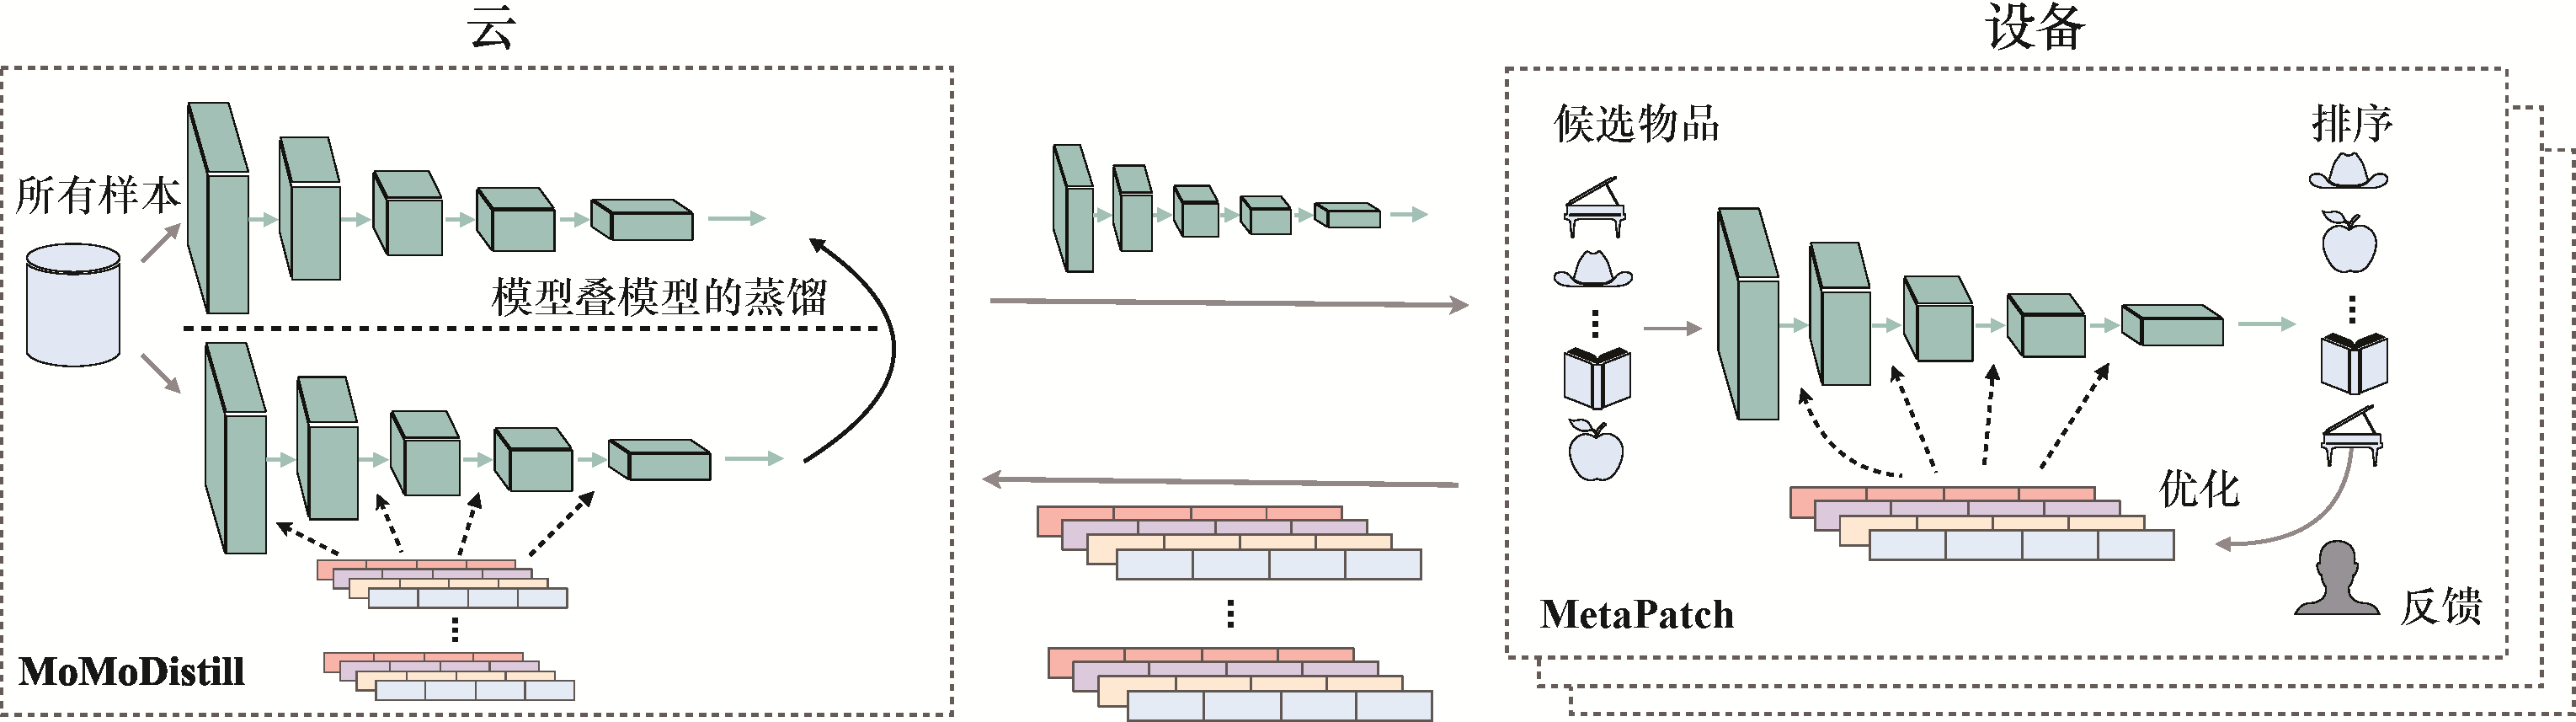 云
所有样本
模型叠模型的蒸馏
MoMoDistill
设备
候选物品
排序
优化
MetaPatch
反馈